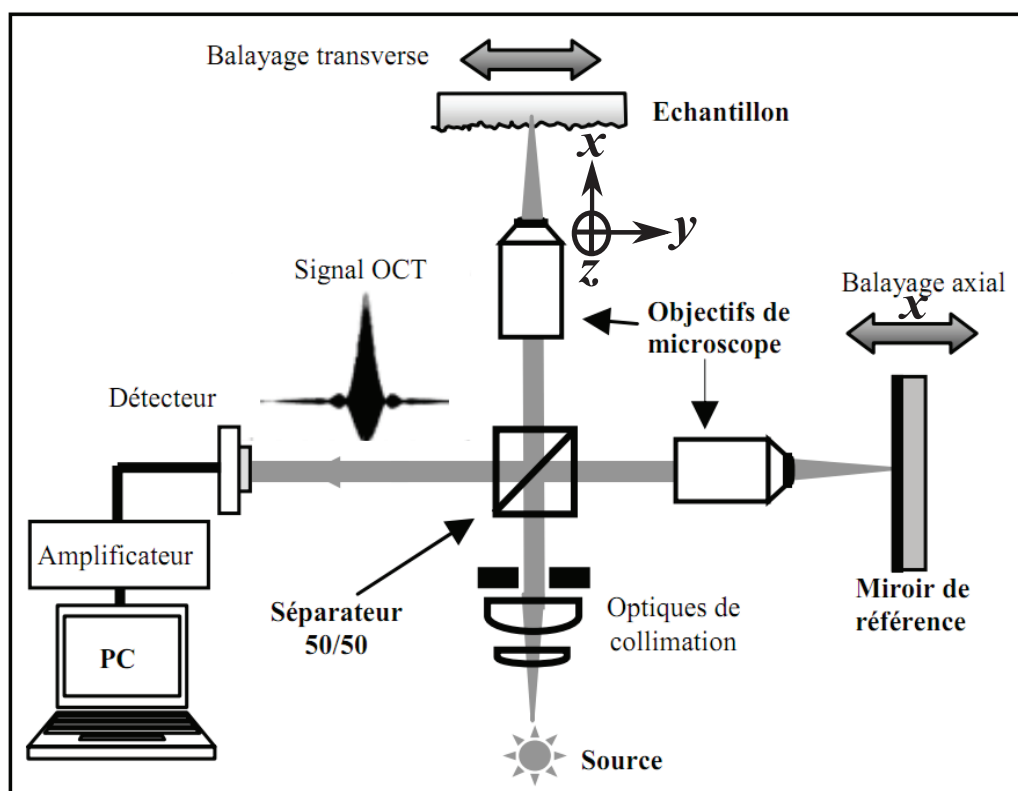 Balayage transverse
Echantillon
x
y
z
Signal OCT
Balayage axial
x
Objectifs de
microscope
Détecteur
Amplificateur
Séparateur
50/50
Optiques de
collimation
Miroir de
référence
PC
Source